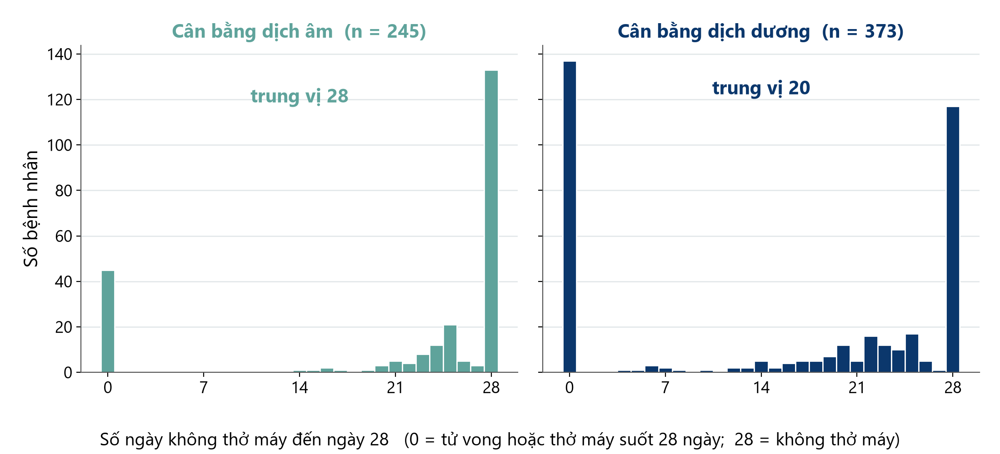 Cân bằng dịch âm (n = 245)
Cân bằng dịch dương (n = 373)
Số bệnh nhân
140
120
100
80
60
40
20
0
trung vị 28
trung vị 20
0 7 14 21 28
0 7 14 21 28
Số ngày không thở máy đến ngày 28 (0 = tử vong hoặc thở máy suốt 28 ngày; 28 = không thở máy)